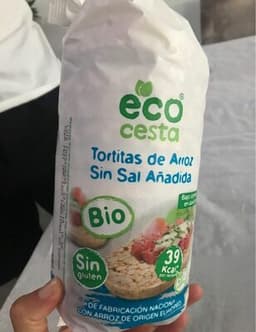 eco
cesta
Tortitas de Arroz
Sin Sal Añadida
Bio
Sin
gluten
39
Kcal
DE FABRICACIÓN NACIONAL
CON ARROZ DE ORIGEN EUROPEO